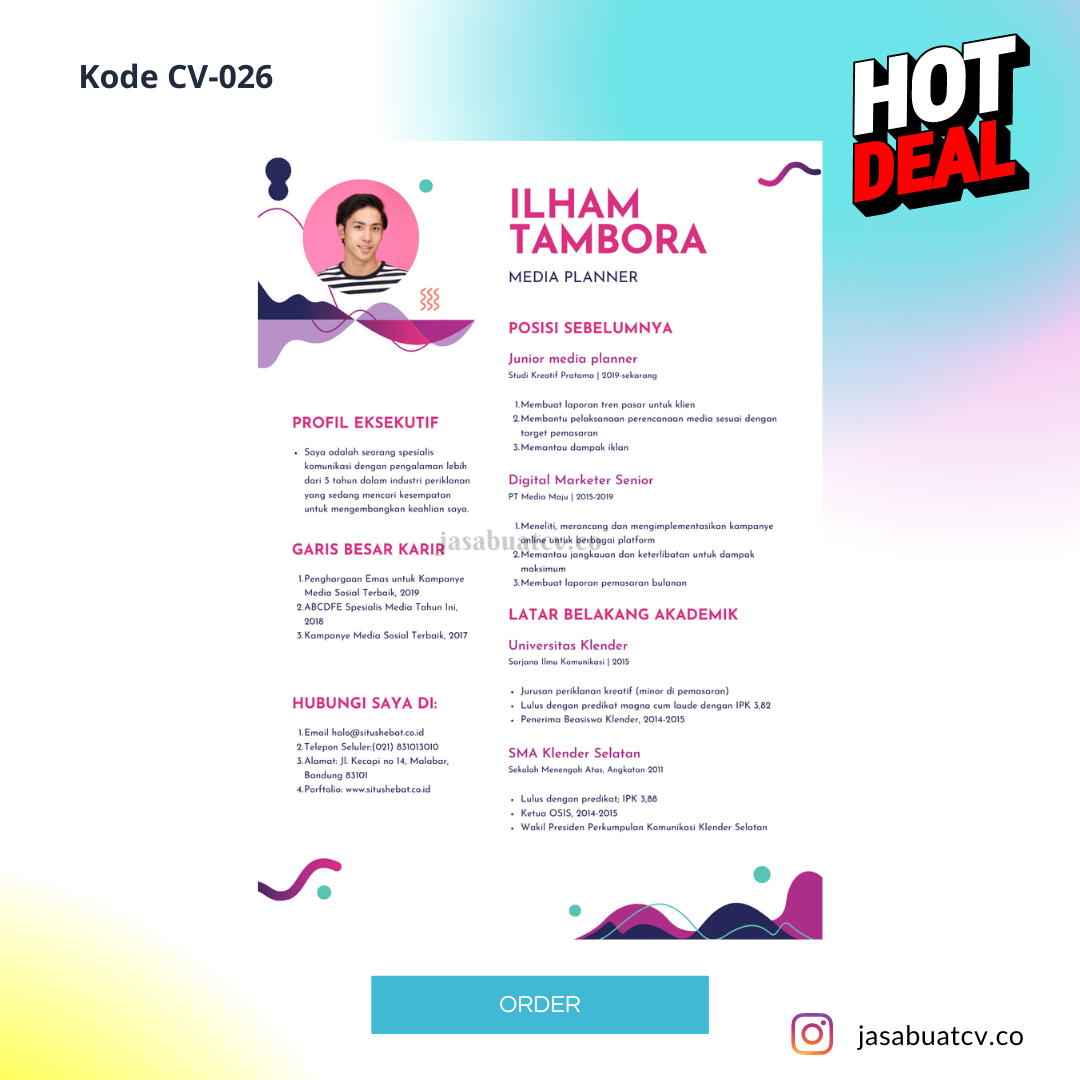 Kode CV-026
HOT
DEAL
ILHAM
TAMBORA
MEDIA PLANNER
POSISI SEBELUMNYA
Junior media planner
Studi Kreatif Pratama | 2019-sekarang
1.Membuat laporan tren pasar untuk klien
2.Membantu pelaksanaan perencanaan media sesuai dengan
target pemasaran
3.Memantau dampak iklan
Digital Marketer Senior
PT Media Maju | 2015-2019
1.Meneliti, merancang dan mengimplementasikan kampanye
online untuk berbagai platform
2.Memantau jangkauan dan keterlibatan untuk dampak
maksimum
3.Membuat laporan pemasaran bulanan
LATAR BELAKANG AKADEMIK
Universitas Klender
Sarjana Ilmu Komunikasi | 2015
• Jurusan periklanan kreatif (minor di pemasaran)
• Lulus dengan predikat magna cum laude dengan IPK 3,82
• Penerima Beasiswa Klender, 2014-2015
SMA Klender Selatan
Sekolah Menengah Atas, Angkatan 2011
• Lulus dengan predikat; IPK 3,88
• Ketua OSIS, 2014-2015
• Wakil Presiden Perkumpulan Komunikasi Klender Selatan
PROFIL EKSEKUTIF
• Saya adalah seorang spesialis
komunikasi dengan pengalaman lebih
dari 5 tahun dalam industri periklanan
yang sedang mencari kesempatan
untuk mengembangkan keahlian saya.
GARIS BESAR KARIR
1.Penghargaan Emas untuk Kampanye
Media Sosial Terbaik, 2019
2.ABCDFE Spesialis Media Tahun Ini,
2018
3.Kampanye Media Sosial Terbaik, 2017
HUBUNGI SAYA DI:
1.Email halo@situshebat.co.id
2.Telepon Seluler:(021) 831013010
3.Alamat: Jl. Kecapi no 14, Malabar,
Bandung 83101
4.Porftolio: www.situshebat.co.id
jasabuatcv.co
ORDER
jasabuatcv.co